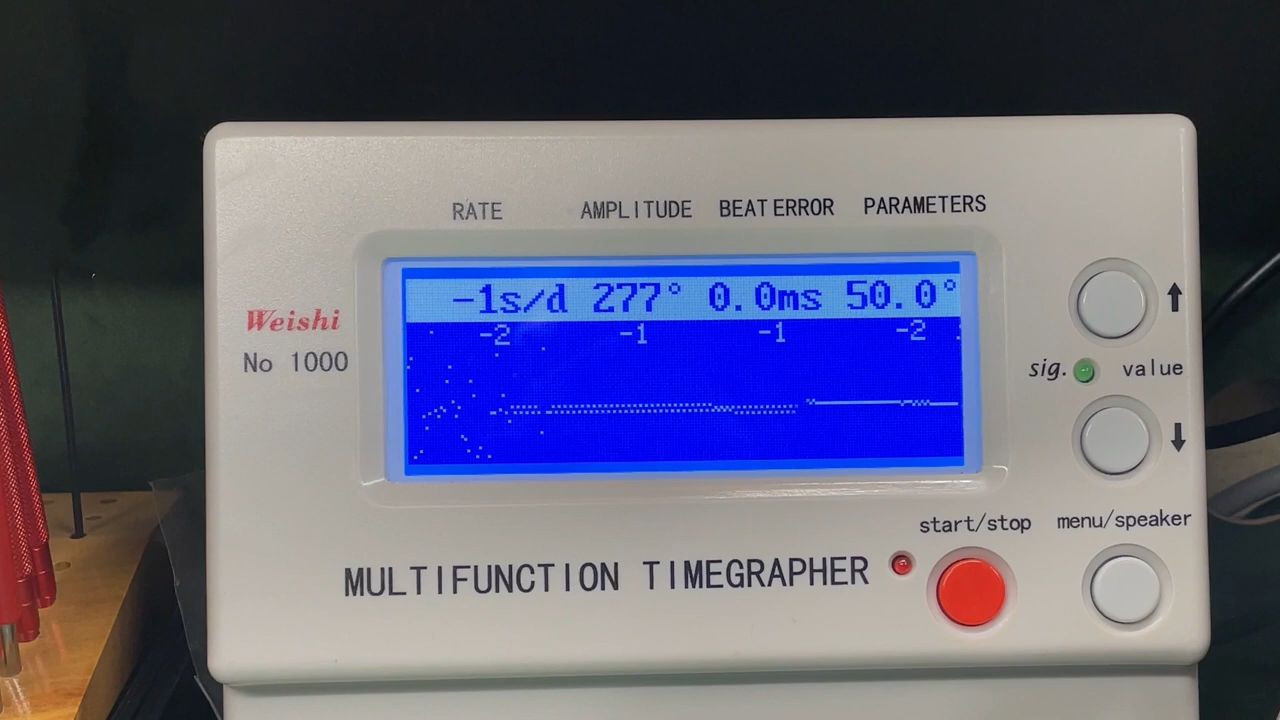 RATE AMPLITUDE BEAT ERROR PARAMETERS
-1s/d 277° 0.0ms 50.0°
-2 -1 -1 -2
Weishi
No 1000
sig. value
start/stop menu/speaker
MULTIFUNCTION TIMEGRAPHER